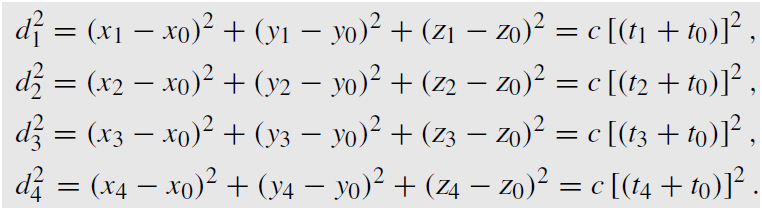 d₁² = (x₁ − x₀)² + (y₁ − y₀)² + (z₁ − z₀)² = c [(t₁ + t₀)]² ,
d₂² = (x₂ − x₀)² + (y₂ − y₀)² + (z₂ − z₀)² = c [(t₂ + t₀)]² ,
d₃² = (x₃ − x₀)² + (y₃ − y₀)² + (z₃ − z₀)² = c [(t₃ + t₀)]² ,
d₄² = (x₄ − x₀)² + (y₄ − y₀)² + (z₄ − z₀)² = c [(t₄ + t₀)]² .